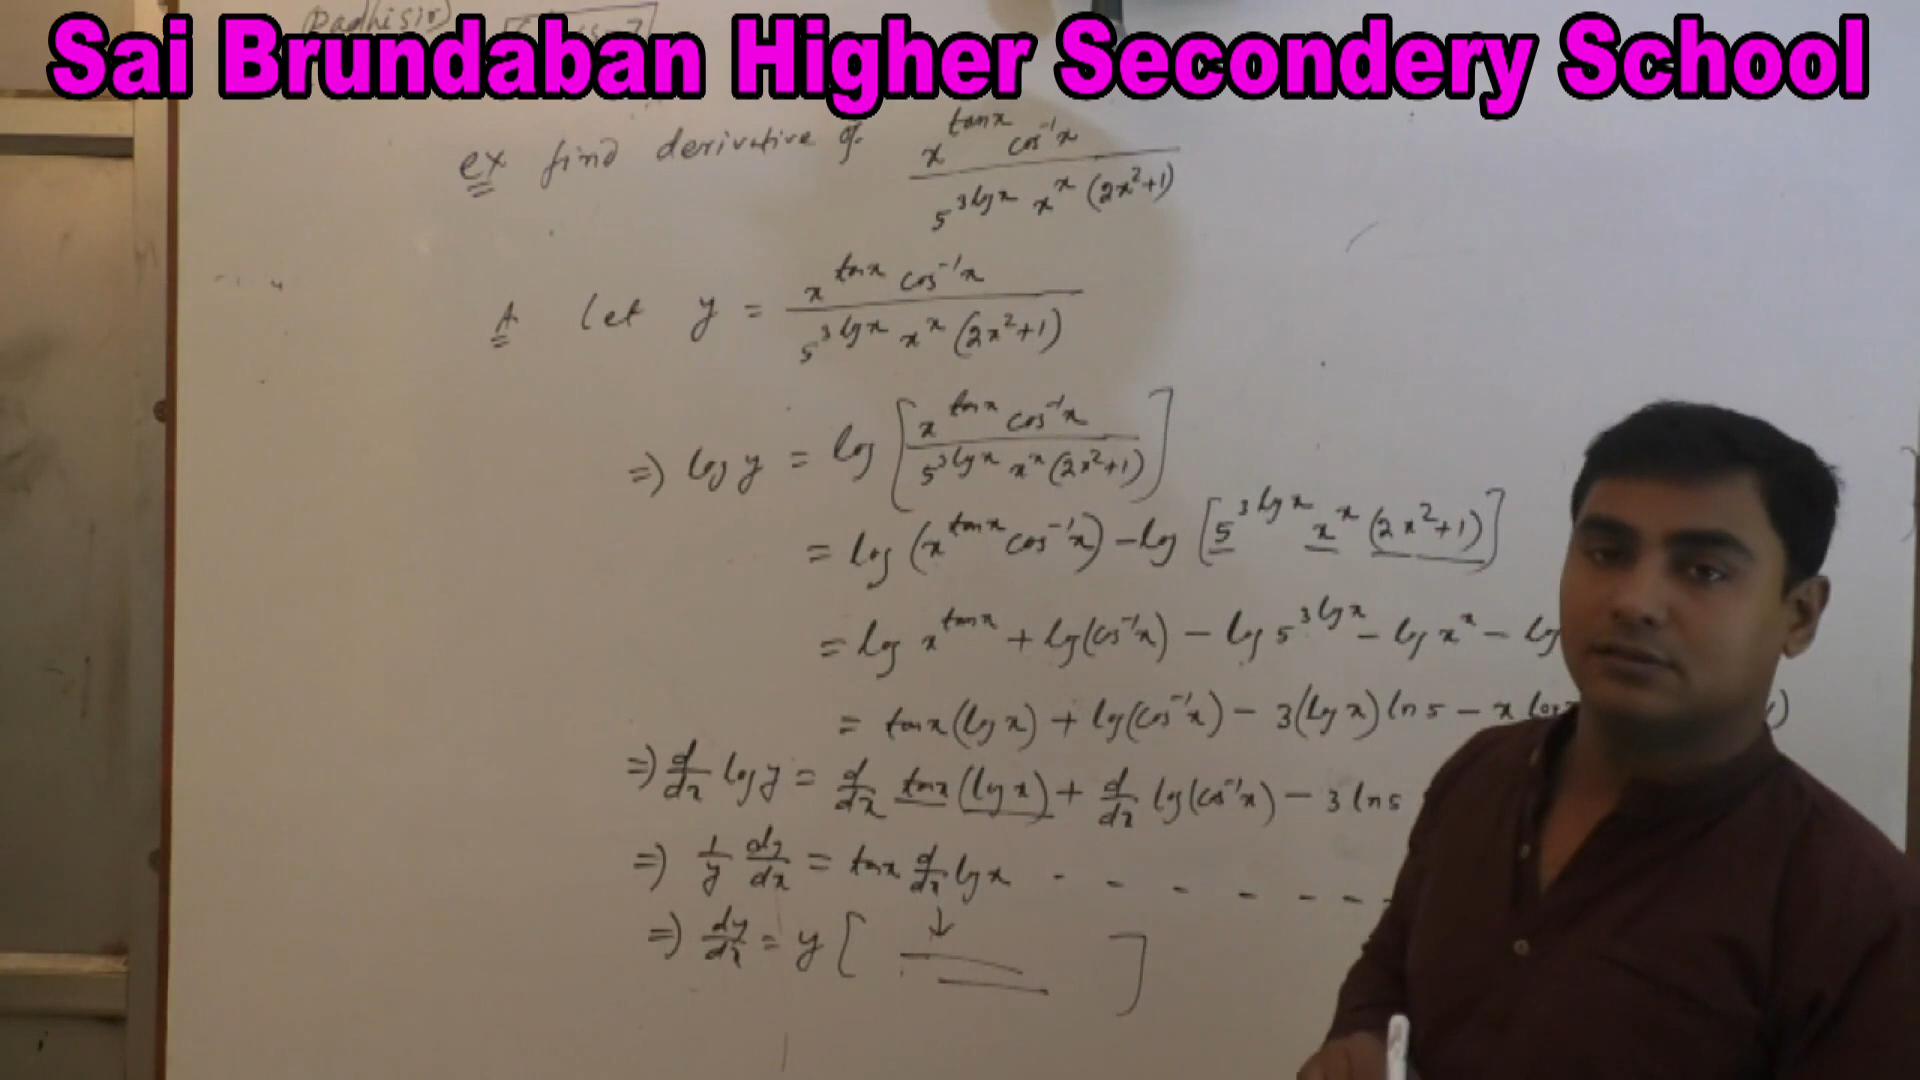 Sai Brundaban Higher Secondery School
ex find derivative of x^tanx cos⁻¹x / 5^3logx x^x (2x²+1)
A let y = x^tanx cos⁻¹x / 5^3logx x^x (2x²+1)
⇒ log y = log [x^tanx cos⁻¹x / 5^3logx x^x (2x²+1)]
= log (x^tanx cos⁻¹x) - log [5^3logx x^x (2x²+1)]
= log x^tanx + log(cos⁻¹x) - log 5^3logx - log x^x - log
= tanx (logx) + log(cos⁻¹x) - 3(logx) ln5 - x log )
⇒ d/dx log y = d/dx tanx (logx) + d/dx log(cos⁻¹x) - 3 ln5
⇒ 1/y dy/dx = tanx d/dx logx - - - - - - -
⇒ dy/dx = y [ ]